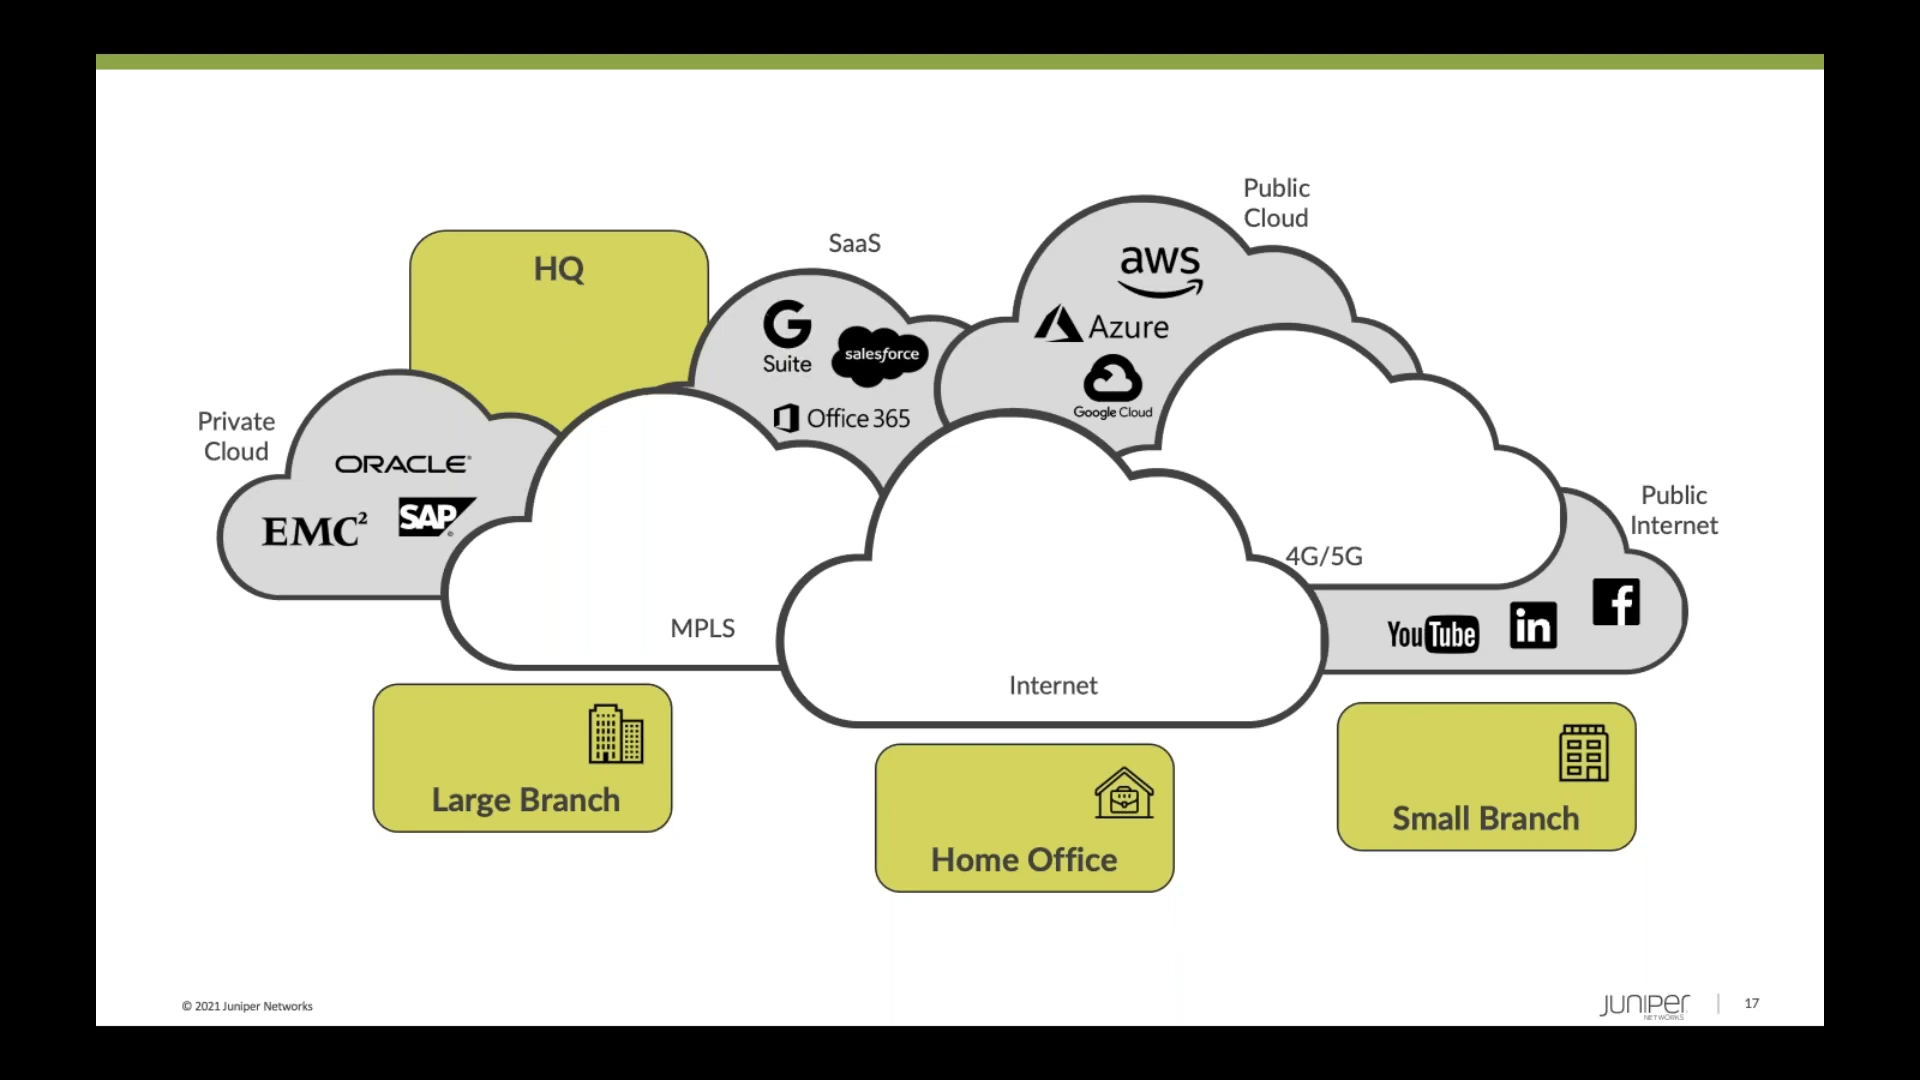 Public
Cloud
SaaS
HQ
aws
Azure
G
Suite
salesforce
Office 365
Google Cloud
Private
Cloud
ORACLE®
EMC²
SAP®
Public
Internet
4G/5G
MPLS
YouTube
in
f
Internet
Large Branch
Small Branch
Home Office
© 2021 Juniper Networks
JUNIPEr
NETWORKS
17